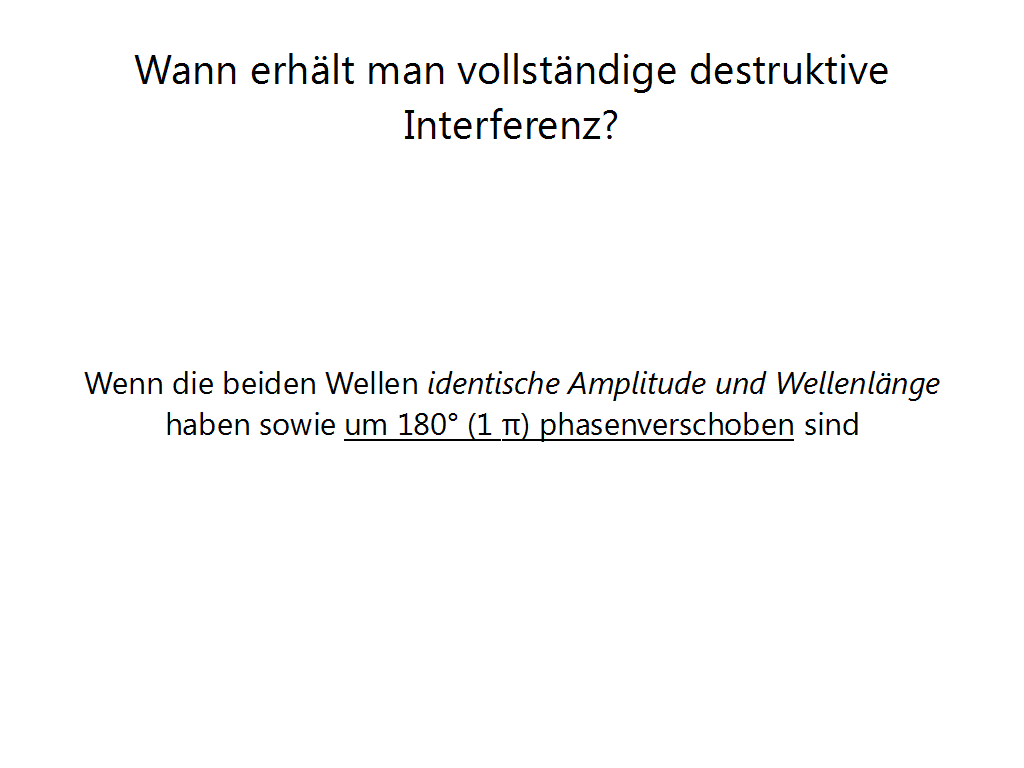 Wann erhält man vollständige destruktive
Interferenz?
Wenn die beiden Wellen identische Amplitude und Wellenlänge
haben sowie um 180° (1 π) phasenverschoben sind